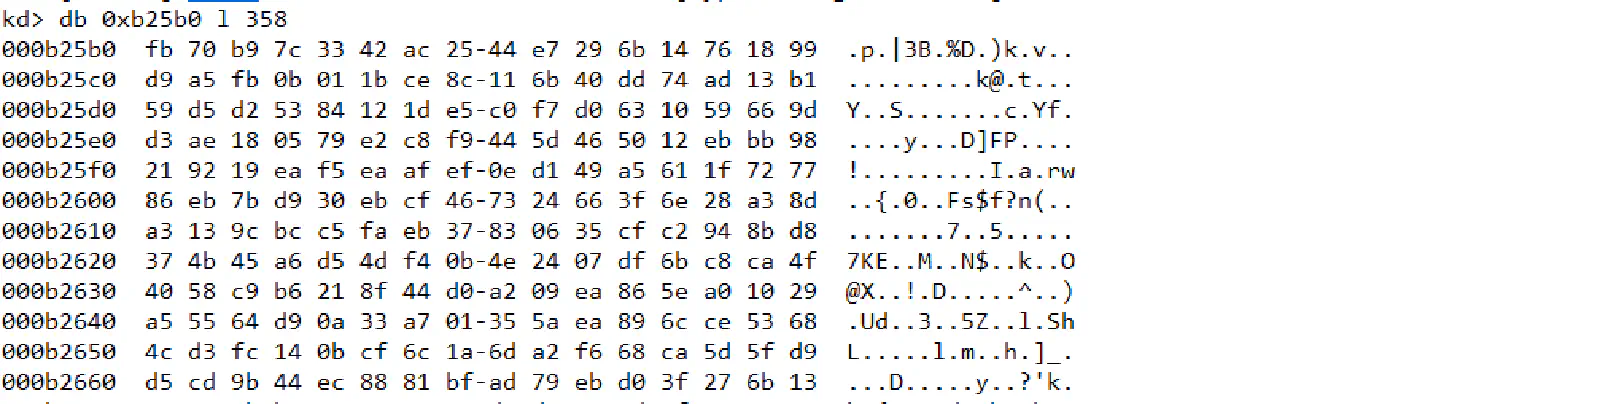 kd> db 0xb25b0 l 358
000b25b0  fb 70 b9 7c 33 42 ac 25-44 e7 29 6b 14 76 18 99  .p.|3B.%D.)k.v..
000b25c0  d9 a5 fb 0b 01 1b ce 8c-11 6b 40 dd 74 ad 13 b1  .........k@.t...
000b25d0  59 d5 d2 53 84 12 1d e5-c0 f7 d0 63 10 59 66 9d  Y..S.......c.Yf.
000b25e0  d3 ae 18 05 79 e2 c8 f9-44 5d 46 50 12 eb bb 98  ....y...D]FP....
000b25f0  21 92 19 ea f5 ea af ef-0e d1 49 a5 61 1f 72 77  !.........I.a.rw
000b2600  86 eb 7b d9 30 eb cf 46-73 24 66 3f 6e 28 a3 8d  ..{.0..Fs$f?n(..
000b2610  a3 13 9c bc c5 fa eb 37-83 06 35 cf c2 94 8b d8  .......7..5.....
000b2620  37 4b 45 a6 d5 4d f4 0b-4e 24 07 df 6b c8 ca 4f  7KE..M..N$..k..O
000b2630  40 58 c9 b6 21 8f 44 d0-a2 09 ea 86 5e a0 10 29  @X..!.D.....^..)
000b2640  a5 55 64 d9 0a 33 a7 01-35 5a ea 89 6c ce 53 68  .Ud..3..5Z..l.Sh
000b2650  4c d3 fc 14 0b cf 6c 1a-6d a2 f6 68 ca 5d 5f d9  L.....l.m..h.]_.
000b2660  d5 cd 9b 44 ec 88 81 bf-ad 79 eb d0 3f 27 6b 13  ...D.....y..?'k.